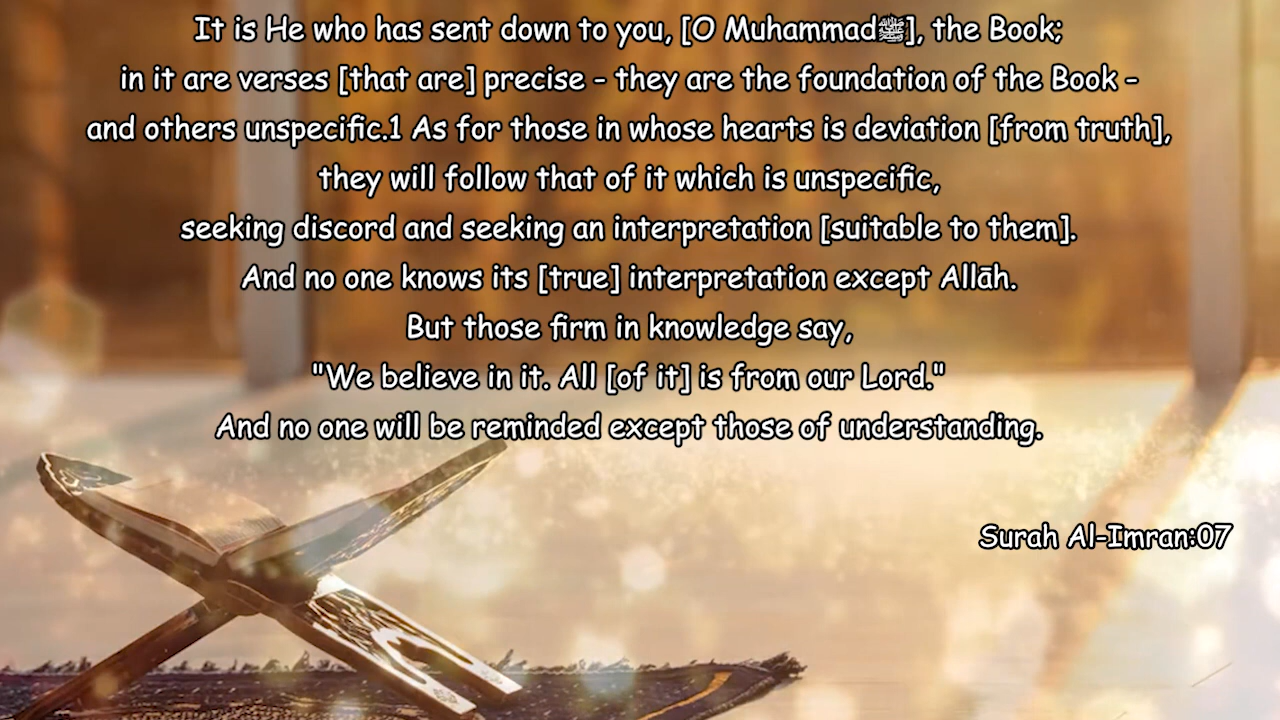 It is He who has sent down to you, [O Muhammadﷺ], the Book;
in it are verses [that are] precise – they are the foundation of the Book –
and others unspecific.1 As for those in whose hearts is deviation [from truth],
they will follow that of it which is unspecific,
seeking discord and seeking an interpretation [suitable to them].
And no one knows its [true] interpretation except Allāh.
But those firm in knowledge say,
"We believe in it. All [of it] is from our Lord."
And no one will be reminded except those of understanding.
Surah Al-Imran:07